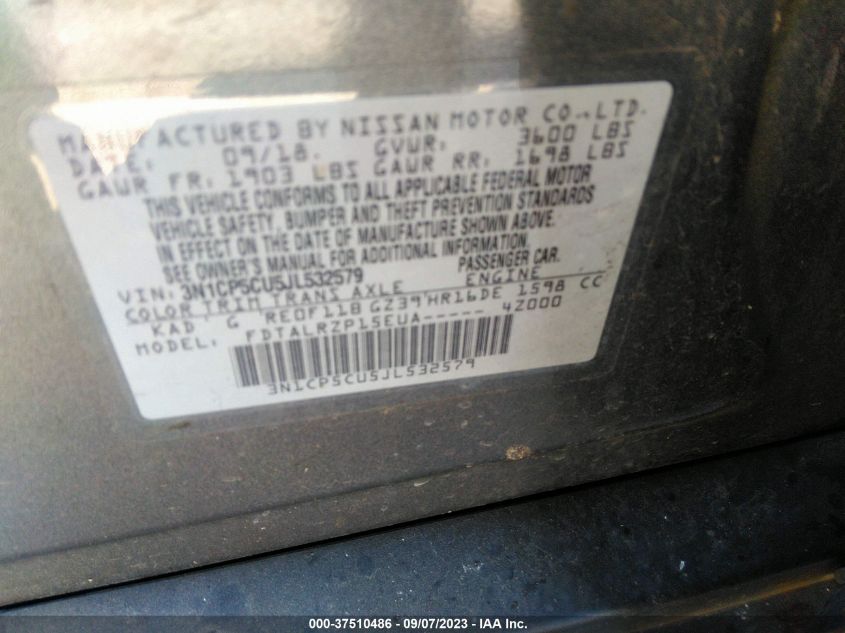 MANUFACTURED BY NISSAN MOTOR CO.,LTD.
DATE: 09/18. GVWR: 3600 LBS
GAWR FR. 1903 LBS GAWR RR. 1698 LBS
THIS VEHICLE CONFORMS TO ALL APPLICABLE FEDERAL MOTOR
VEHICLE SAFETY, BUMPER AND THEFT PREVENTION STANDARDS
IN EFFECT ON THE DATE OF MANUFACTURE SHOWN ABOVE.
SEE OWNER'S MANUAL FOR ADDITIONAL INFORMATION.
VIN: 3N1CP5CU5JL532579 PASSENGER CAR.
COLOR TRIM TRANS AXLE ENGINE
KAD G RE0F11B GZ39 HR16DE 1598 CC
MODEL: FDTALRZP15EUA----- 42000
3N1CP5CU5JL532579
000-37510486 - 09/07/2023 - IAA Inc.